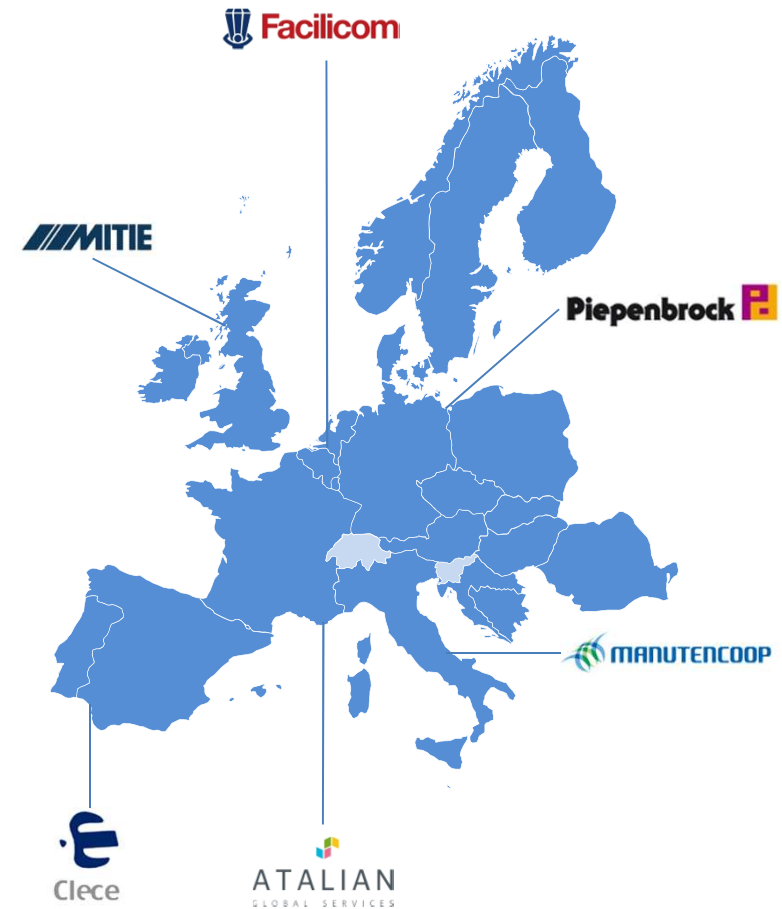 Facilicom
MITIE
Piepenbrock
MANUTENCOOP
Clece
ATALIAN
GLOBAL SERVICES